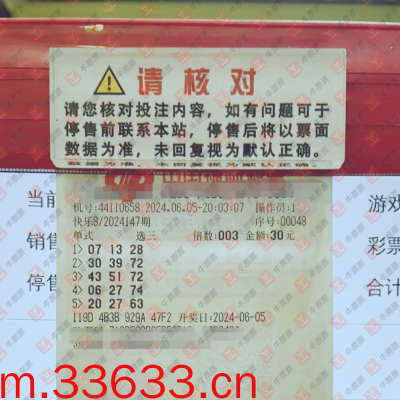 请核对
请您核对投注内容，如有问题可于
停售前联系本站，停售后将以票面
数据为准，未回复视为默认正确。
机号:44110658 2024.06.05-20:03:07 操作员:1
当前
游戏
快乐8/2024147期 序号:00048
单式 选三 倍数:003 金额:30元
销售
彩票
1> 07 13 28
2> 30 39 72
停售
合计
3> 43 51 72
4> 06 27 74
5> 20 27 63
119D 4B3B 929A 47F2 开奖日:2024-06-05
m.33633.cn